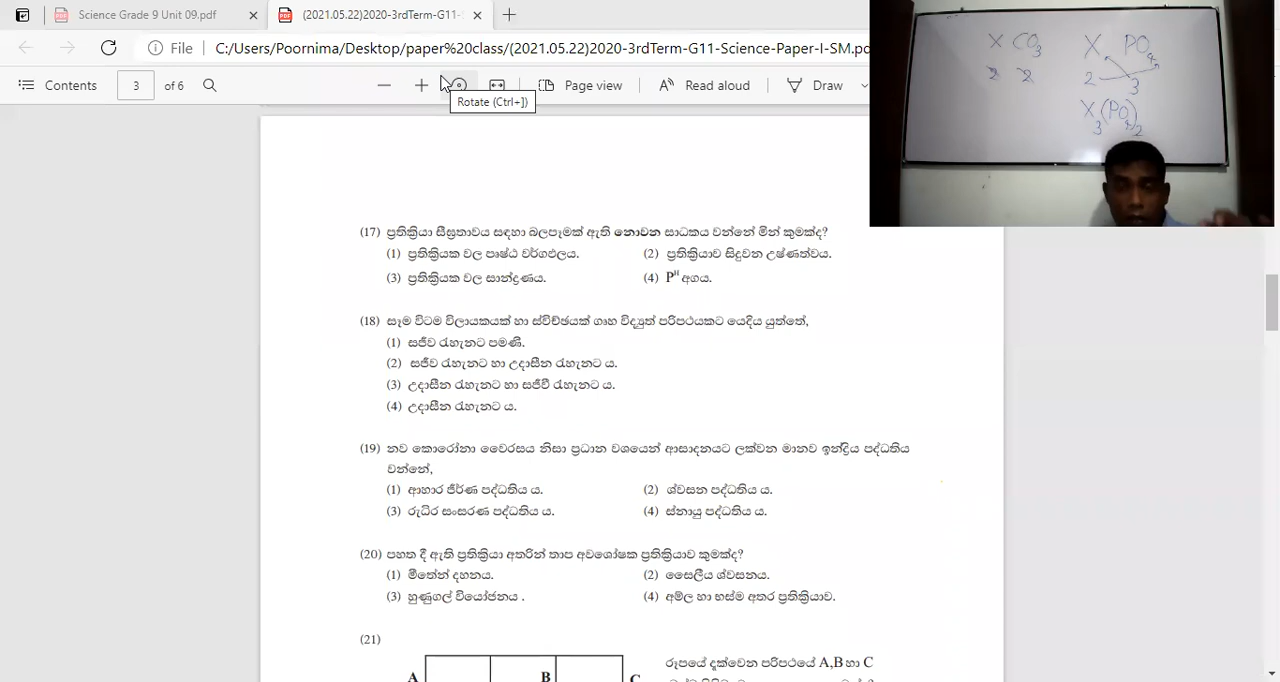 Science Grade 9 Unit 09.pdf
(2021.05.22)2020-3rdTerm-G11-S
File
C:/Users/Poornima/Desktop/paper%20class/(2021.05.22)2020-3rdTerm-G11-Science-Paper-I-SM.pd
Contents
3
of 6
Page view
Read aloud
Draw
Rotate (Ctrl+])
X CO3
2 2
X PO4
2 3
X3(PO4)2
(17) ප්‍රතික්‍රියා සීඝ්‍රතාවය සඳහා බලපෑමක් ඇති නොවන සාධකය වන්නේ මින් කුමක්ද?
(1) ප්‍රතික්‍රියක වල පෘෂ්ඨ වර්ගඵලය.
(2) ප්‍රතික්‍රියාව සිදුවන උෂ්ණත්වය.
(3) ප්‍රතික්‍රියක වල සාන්ද්‍රණය.
(4) Pᴴ අගය.
(18) සෑම විටම විලායකයක් හා ස්විච්ඡයක් ගෘහ විද්‍යුත් පරිපථයකට යෙදිය යුත්තේ,
(1) සජීව රැහැනට පමණි.
(2) සජීව රැහැනට හා උදාසීන රැහැනට ය.
(3) උදාසීන රැහැනට හා සජීවී රැහැනට ය.
(4) උදාසීන රැහැනට ය.
(19) නව කොරෝනා වෛරසය නිසා ප්‍රධාන වශයෙන් ආසාදනයට ලක්වන මානව ඉන්ද්‍රිය පද්ධතිය
වන්නේ,
(1) ආහාර ජීර්ණ පද්ධතිය ය.
(2) ශ්වසන පද්ධතිය ය.
(3) රුධිර සංසරණ පද්ධතිය ය.
(4) ස්නායු පද්ධතිය ය.
(20) පහත දී ඇති ප්‍රතික්‍රියා අතරින් තාප අවශෝෂක ප්‍රතික්‍රියාව කුමක්ද?
(1) මීතේන් දහනය.
(2) සෛලීය ශ්වසනය.
(3) හුණුගල් වියෝජනය .
(4) අම්ල හා භස්ම අතර ප්‍රතික්‍රියාව.
(21)
A
B
C
රූපයේ දැක්වෙන පරිපථයේ A,B හා C